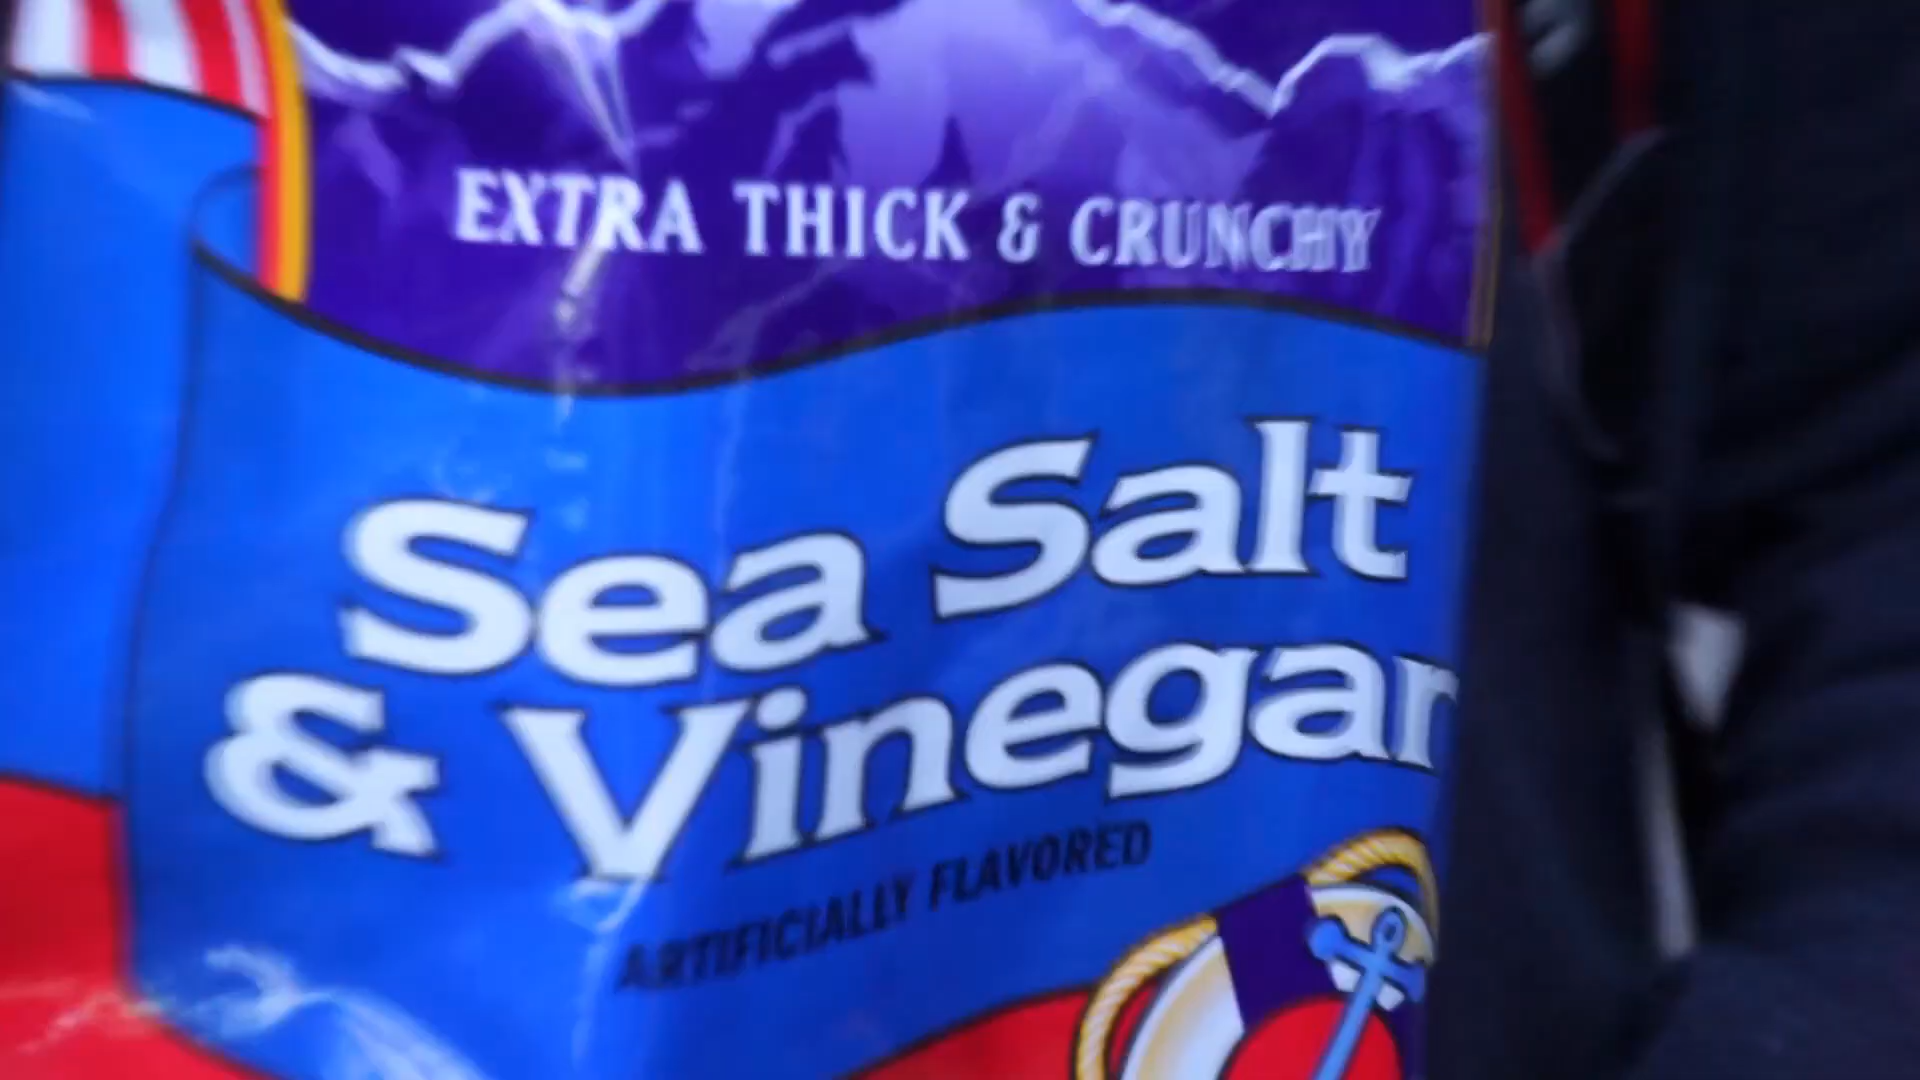 EXTRA THICK & CRUNCHY
Sea Salt
& Vinegar
ARTIFICIALLY FLAVORED